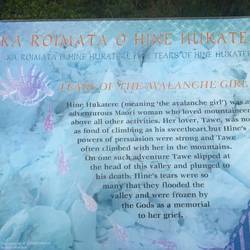 KA ROIMATA O HINE HUKATERE
KA ROIMATA O HINE HUKATERE THE TEARS OF HINE HUKATERE
TEARS OF THE AVALANCHE GIRL
Hine Hukatere (meaning 'the avalanche girl') was an
adventurous Maori woman who loved mountaineering
above all other activities. Her lover, Tawe, was not
as fond of climbing as his sweetheart, but Hine's
powers of persuasion were strong and Tawe
often climbed with her in the mountains.
On one such adventure Tawe slipped at
the head of this valley and plunged to
his death. Hine's tears were so
many that they flooded the
valley and were frozen by
the Gods as a memorial
to her grief.